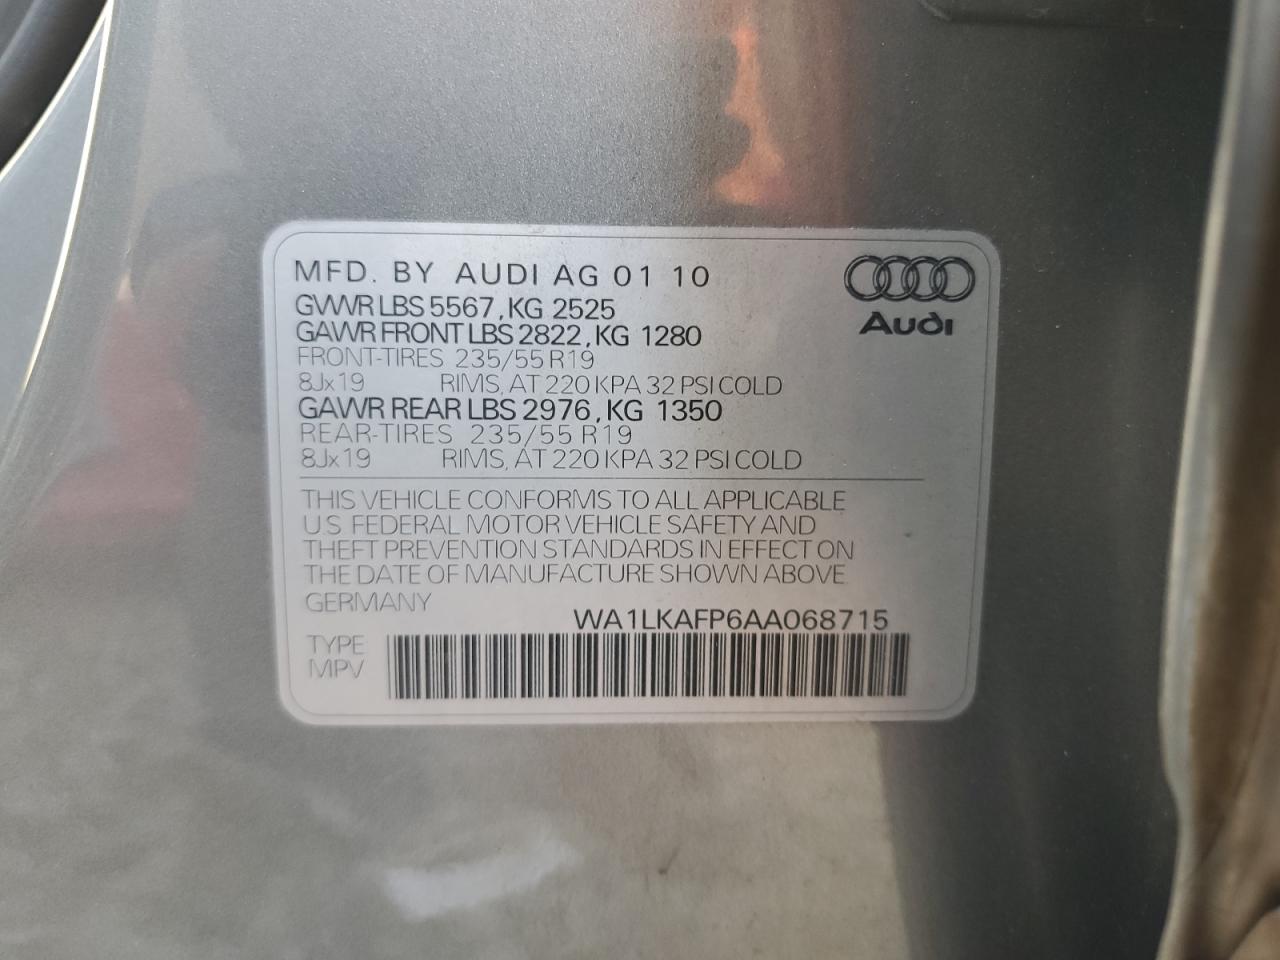 MFD. BY AUDI AG 01 10
GVWR LBS 5567, KG 2525
GAWR FRONT LBS 2822, KG 1280
FRONT-TIRES 235/55 R19
8Jx19 RIMS, AT 220 KPA 32 PSI COLD
GAWR REAR LBS 2976, KG 1350
REAR-TIRES 235/55 R19
8Jx19 RIMS, AT 220 KPA 32 PSI COLD
Audi
THIS VEHICLE CONFORMS TO ALL APPLICABLE
U.S. FEDERAL MOTOR VEHICLE SAFETY AND
THEFT PREVENTION STANDARDS IN EFFECT ON
THE DATE OF MANUFACTURE SHOWN ABOVE
GERMANY
WA1LKAFP6AA068715
TYPE
MPV